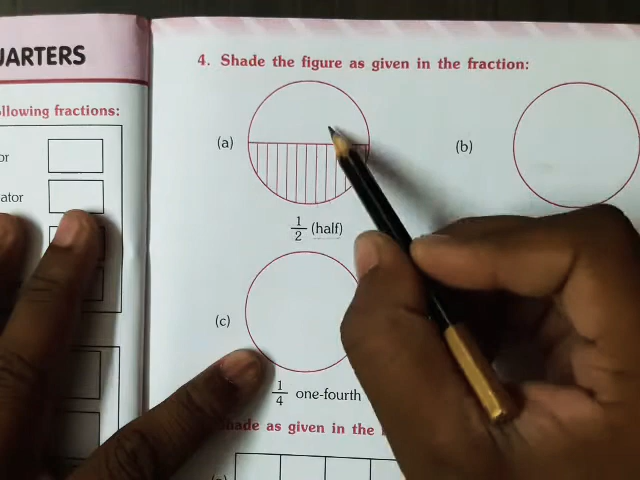 UARTERS
ollowing fractions:
or
ator
4. Shade the figure as given in the fraction:
(a)
(b)
1/2 (half)
(c)
1/4 one-fourth
hade as given in the